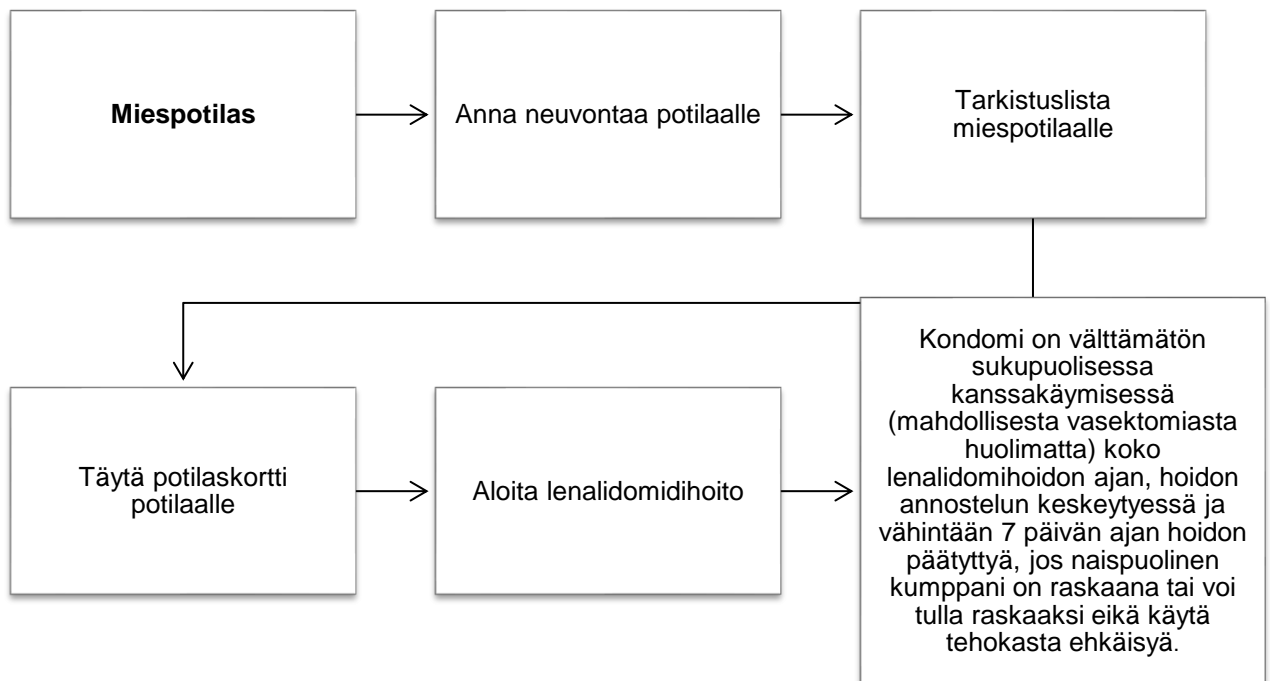 Miespotilas
Anna neuvontaa potilaalle
Tarkistuslista
miespotilaalle
Täytä potilaskortti
potilaalle
Aloita lenalidomidihoito
Kondomi on välttämätön
sukupuolisessa
kanssakäymisessä
(mahdollisesta vasektomiasta
huolimatta) koko
lenalidomihoidon ajan, hoidon
annostelun keskeytyessä ja
vähintään 7 päivän ajan hoidon
päätyttyä, jos naispuolinen
kumppani on raskaana tai voi
tulla raskaaksi eikä käytä
tehokasta ehkäisyä.